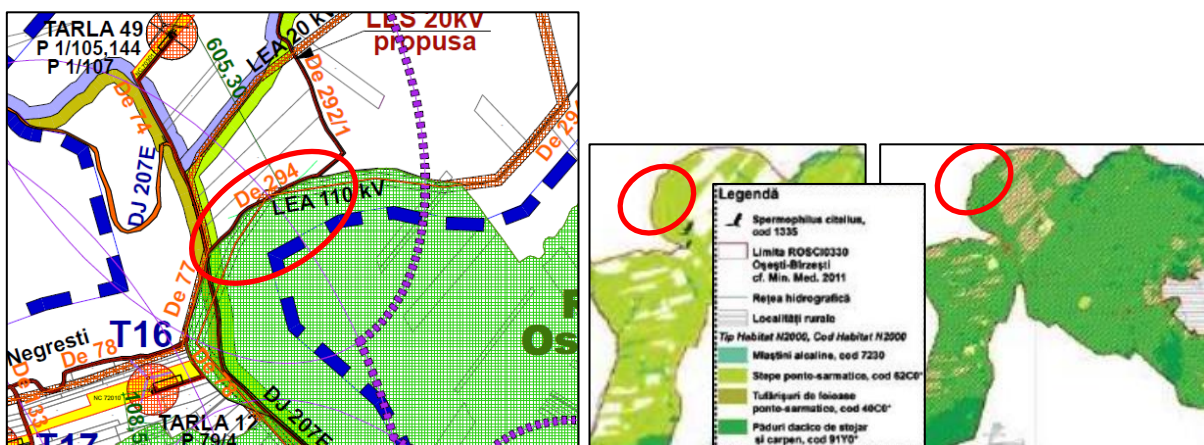 TARLA 49
P 1/105,144
P 1/107
605,30
LEA 20 kV
LES 20kV
propusa
De 292/1
De 74
DJ 207E
De 294
LEA 110 kV
De 77
T16
Negresti
De 78
NC 72010
TARLA 12
P 79/4
DJ 207E
T17
Os
Legendă
Spermophilus citellus,
cod 1335
Limita ROSCI0330
Oșești-Bîrzești
cf. Min. Med. 2011
Rețea hidrografică
Localități rurale
Tip Habitat N2000, Cod Habitat N2000
Mlaștini alcaline, cod 7230
Stepe ponto-sarmatice, cod 62C0*
Tufărișuri de foioase
ponto-sarmatice, cod 40C0*
Păduri dacice de stejar
și carpen, cod 91Y0*